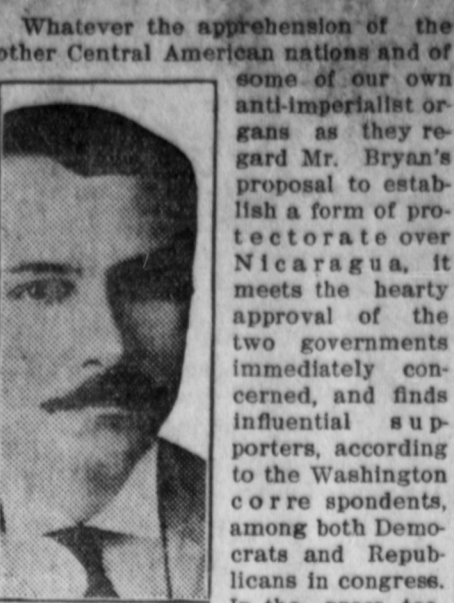 Whatever the apprehension of the
other Central American nations and of
some of our own
anti-imperialist or-
gans as they re-
gard Mr. Bryan's
proposal to estab-
lish a form of pro-
tectorate over
Nicaragua, it
meets the hearty
approval of the
two governments
immediately con-
cerned, and finds
influential sup-
porters, according
to the Washington
corre spondents,
among both Demo-
crats and Repub-
licans in congress.